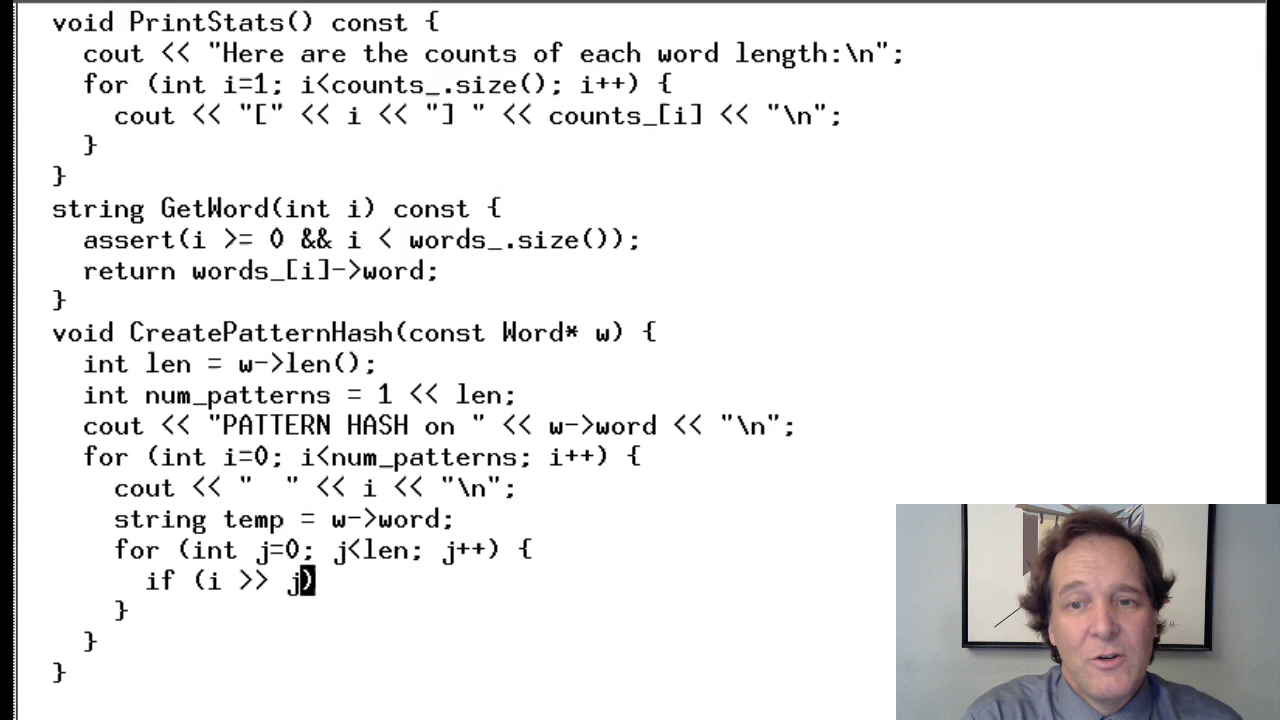 void PrintStats() const {
cout << "Here are the counts of each word length:\n";
for (int i=1; i<counts_.size(); i++) {
cout << "[" << i << "] " << counts_[i] << "\n";
}
}
string GetWord(int i) const {
assert(i >= 0 && i < words_.size());
return words_[i]->word;
}
void CreatePatternHash(const Word* w) {
int len = w->len();
int num_patterns = 1 << len;
cout << "PATTERN HASH on " << w->word << "\n";
for (int i=0; i<num_patterns; i++) {
cout << "  " << i << "\n";
string temp = w->word;
for (int j=0; j<len; j++) {
if (i >> j)
}
}
}